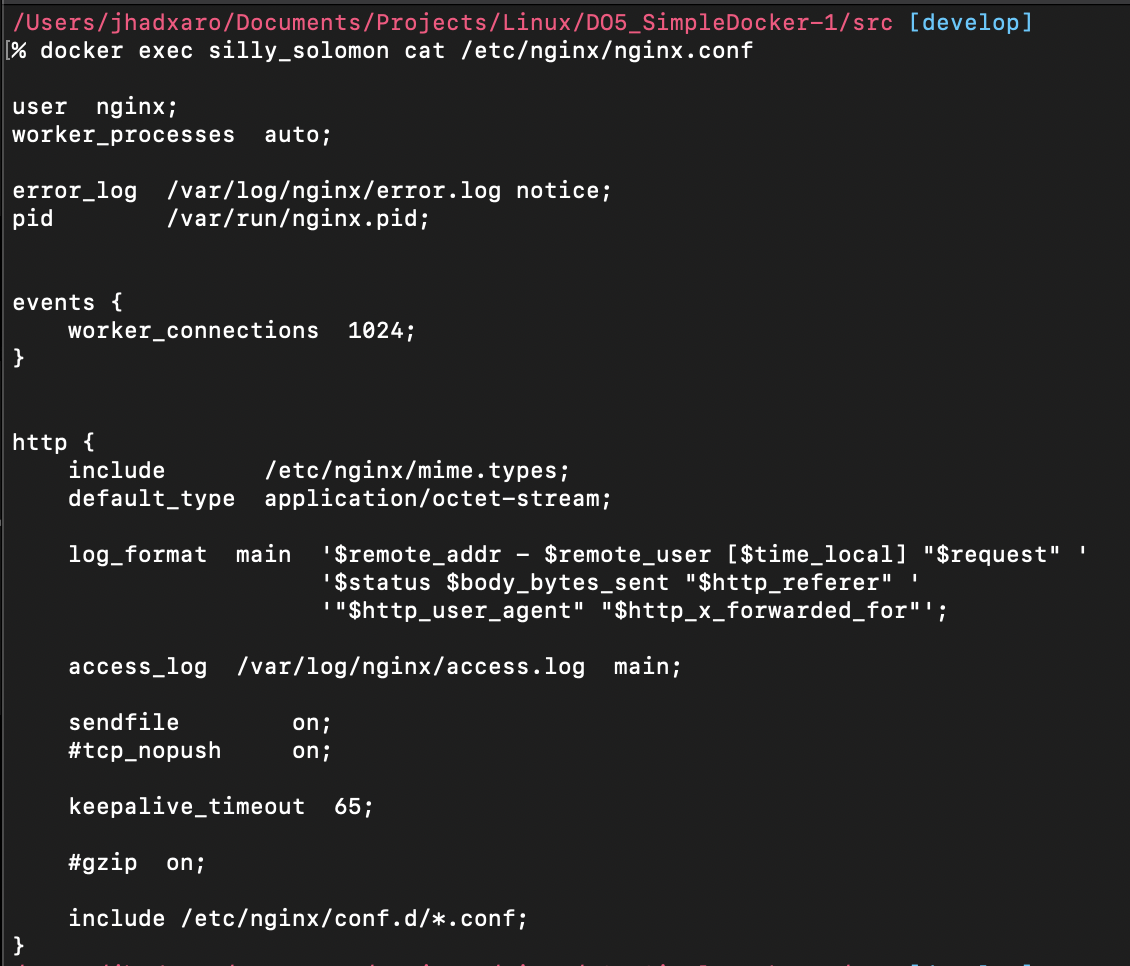 /Users/jhadxaro/Documents/Projects/Linux/DO5_SimpleDocker-1/src [develop]
[% docker exec silly_solomon cat /etc/nginx/nginx.conf
user  nginx;
worker_processes  auto;
error_log  /var/log/nginx/error.log notice;
pid        /var/run/nginx.pid;
events {
    worker_connections  1024;
}
http {
    include       /etc/nginx/mime.types;
    default_type  application/octet-stream;
    log_format  main  '$remote_addr - $remote_user [$time_local] "$request" '
                      '$status $body_bytes_sent "$http_referer" '
                      '"$http_user_agent" "$http_x_forwarded_for"';
    access_log  /var/log/nginx/access.log  main;
    sendfile        on;
    #tcp_nopush     on;
    keepalive_timeout  65;
    #gzip  on;
    include /etc/nginx/conf.d/*.conf;
}